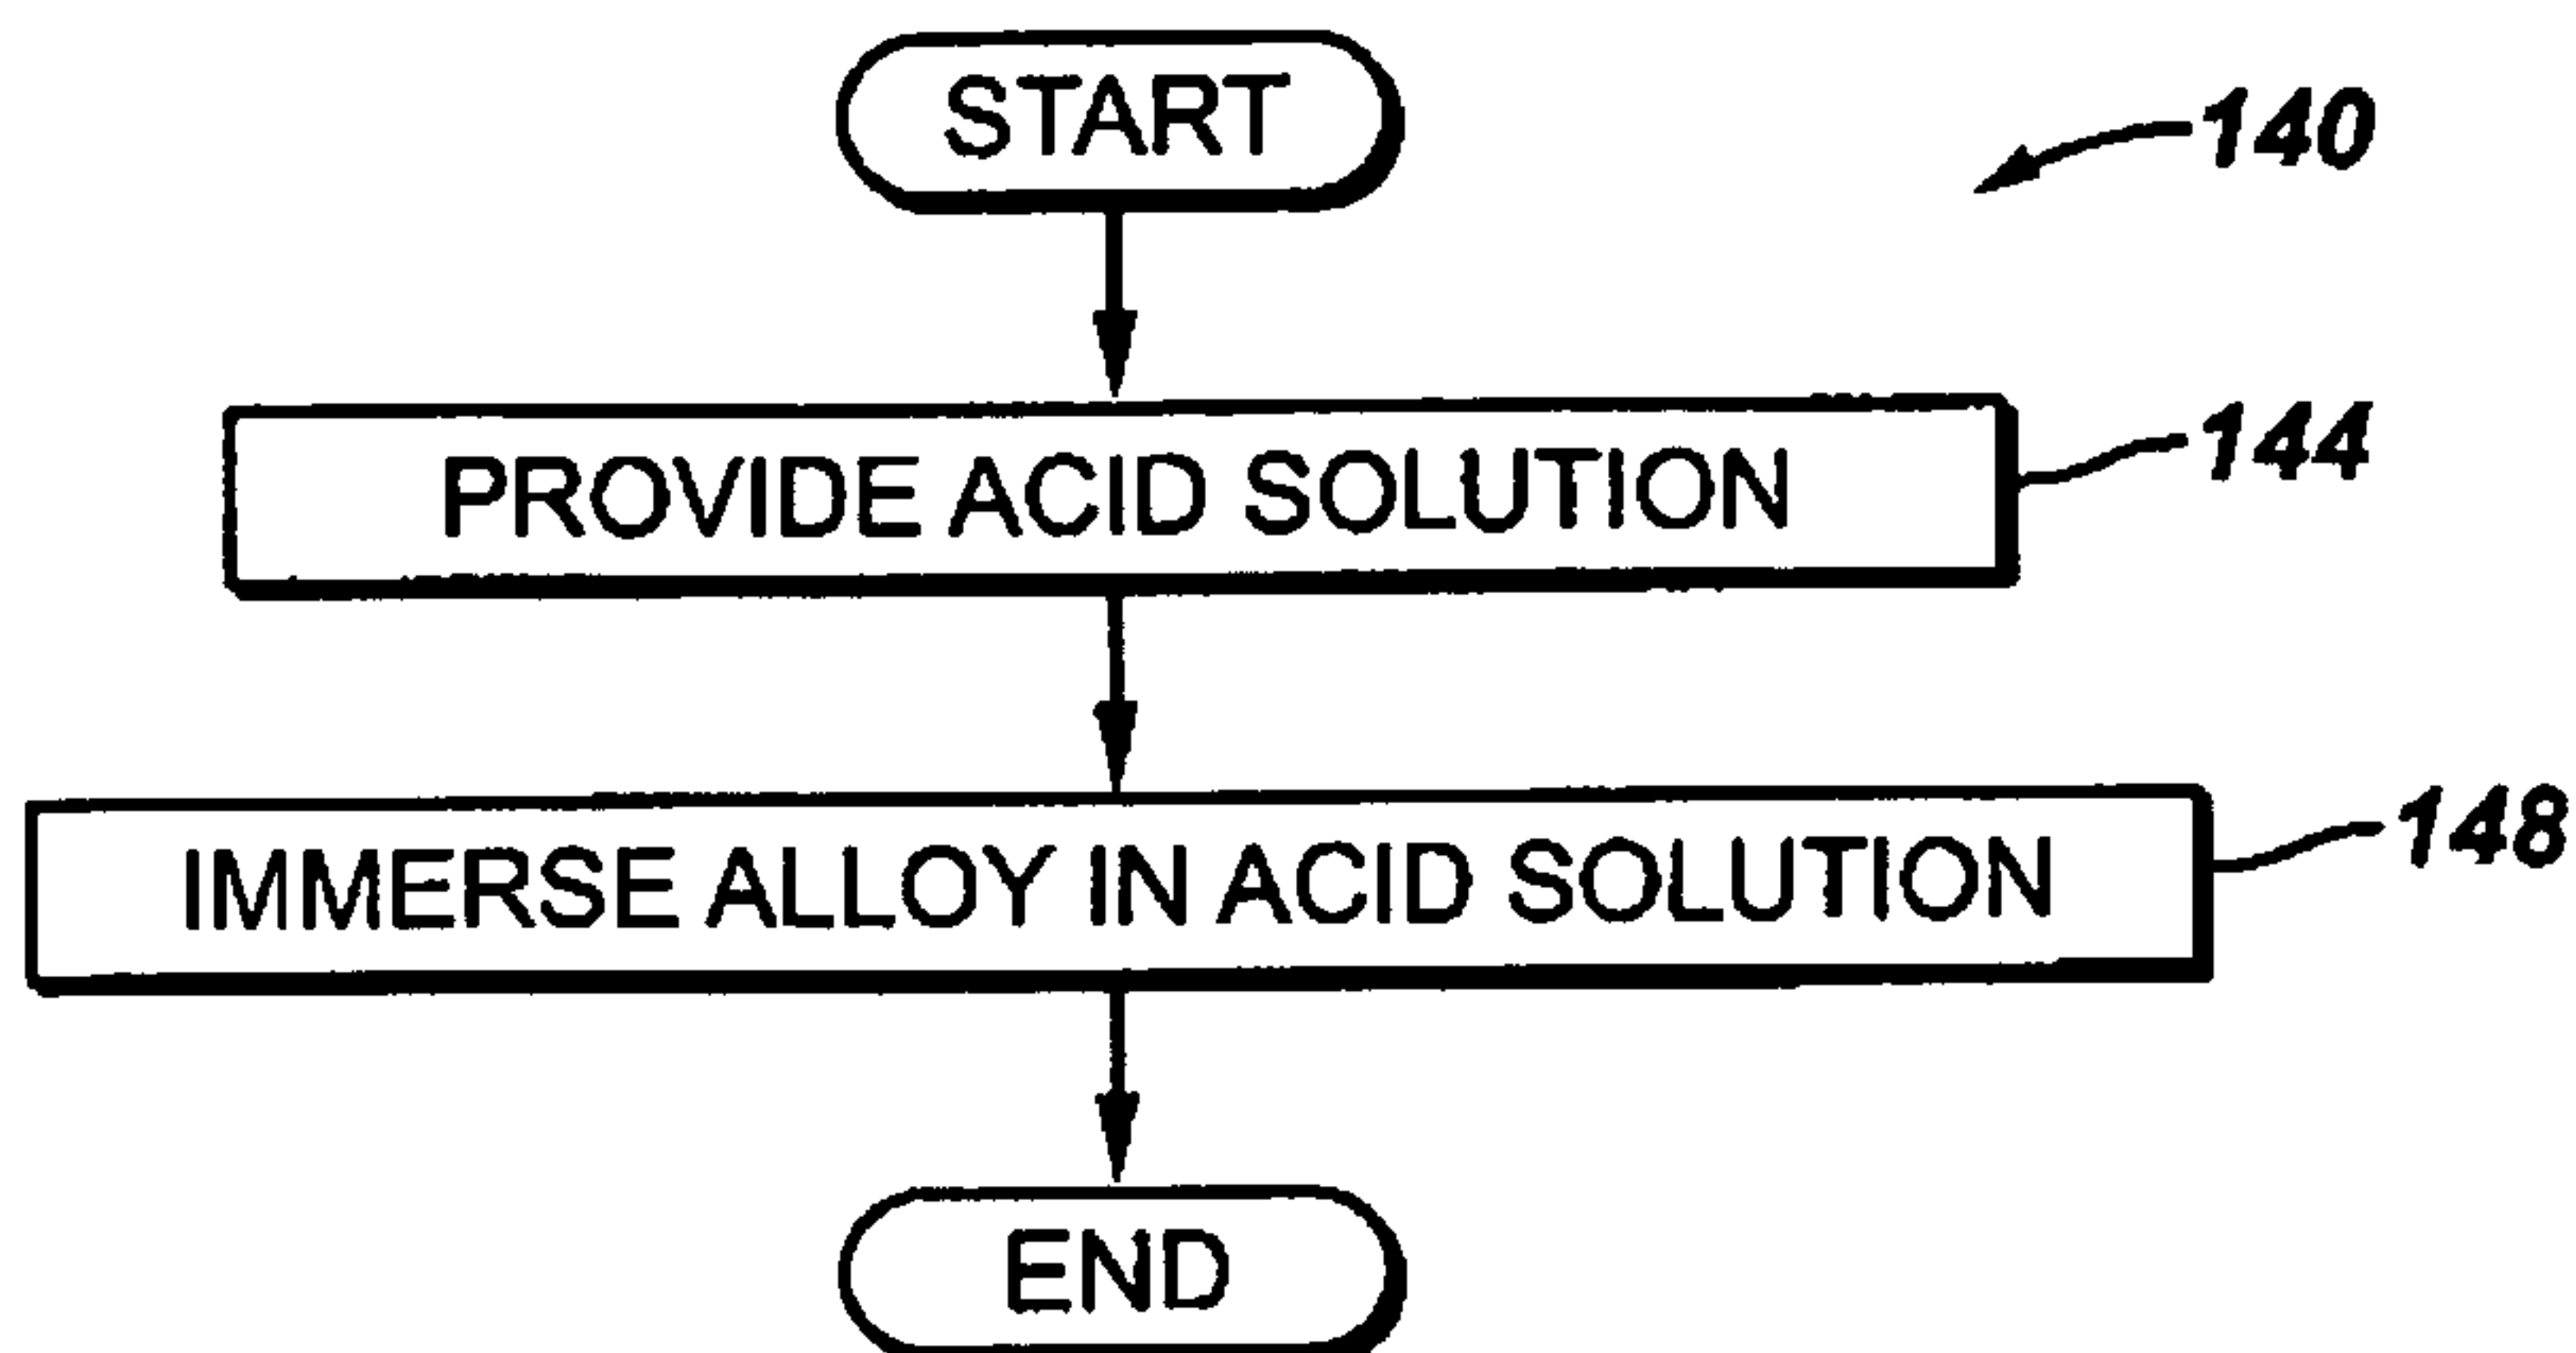 START
140
PROVIDE ACID SOLUTION
144
IMMERSE ALLOY IN ACID SOLUTION
148
END